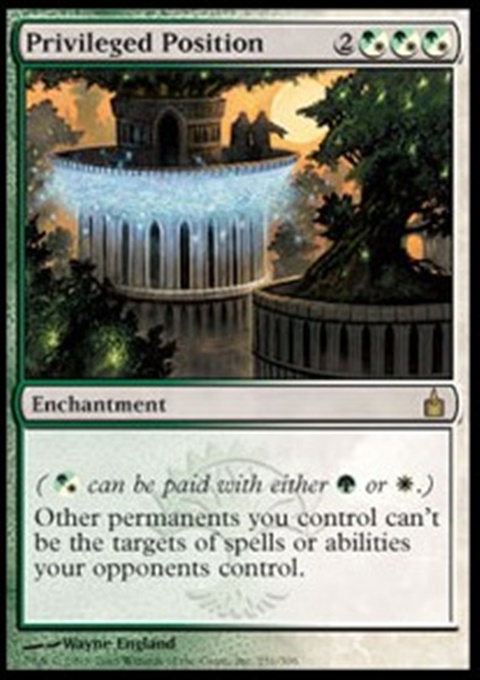 Privileged Position 2
Enchantment
( can be paid with either or .)
Other permanents you control can't
be the targets of spells or abilities
your opponents control.
Wayne England